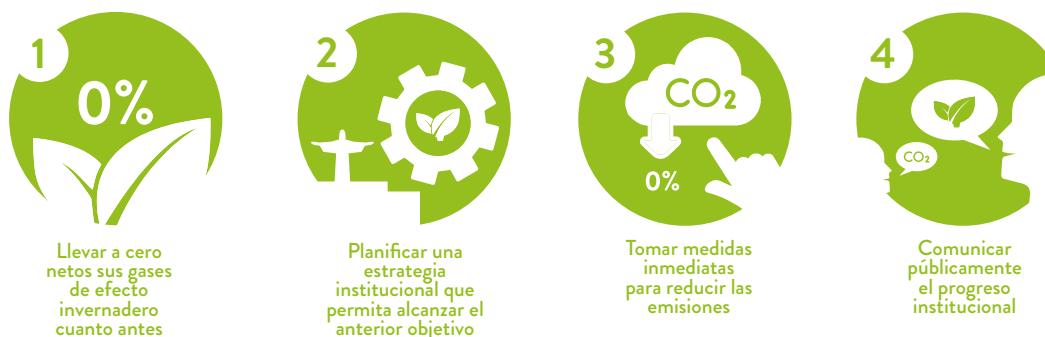 1
0%
Llevar a cero
netos sus gases
de efecto
invernadero
cuanto antes
2
Planificar una
estrategia
institucional que
permita alcanzar el
anterior objetivo
3
CO₂
0%
Tomar medidas
inmediatas
para reducir las
emisiones
4
CO₂
Comunicar
públicamente
el progreso
institucional